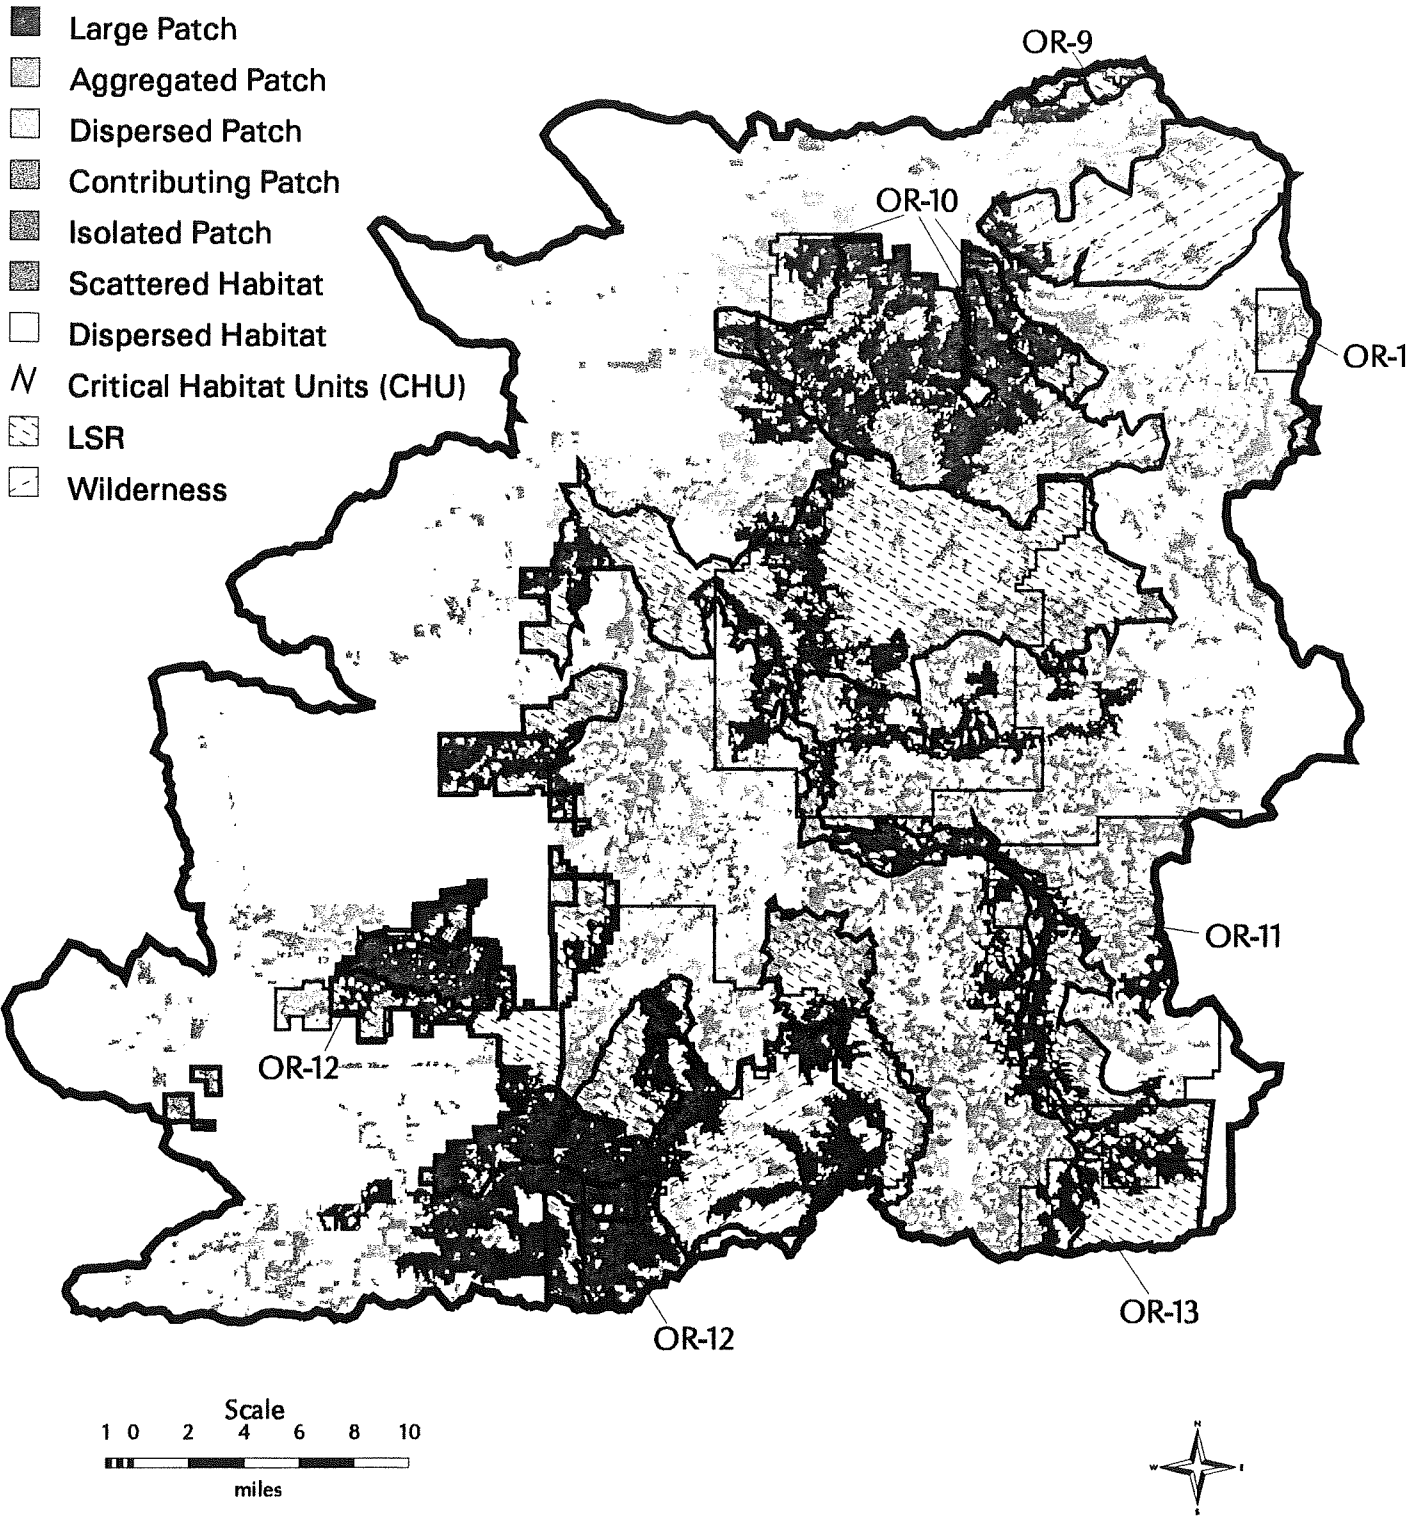 Large Patch
Aggregated Patch
Dispersed Patch
Contributing Patch
Isolated Patch
Scattered Habitat
Dispersed Habitat
Critical Habitat Units (CHU)
LSR
Wilderness
OR-9
OR-10
OR-1
OR-11
OR-12
OR-12
OR-13
Scale
1 0 2 4 6 8 10
miles
N
W
S